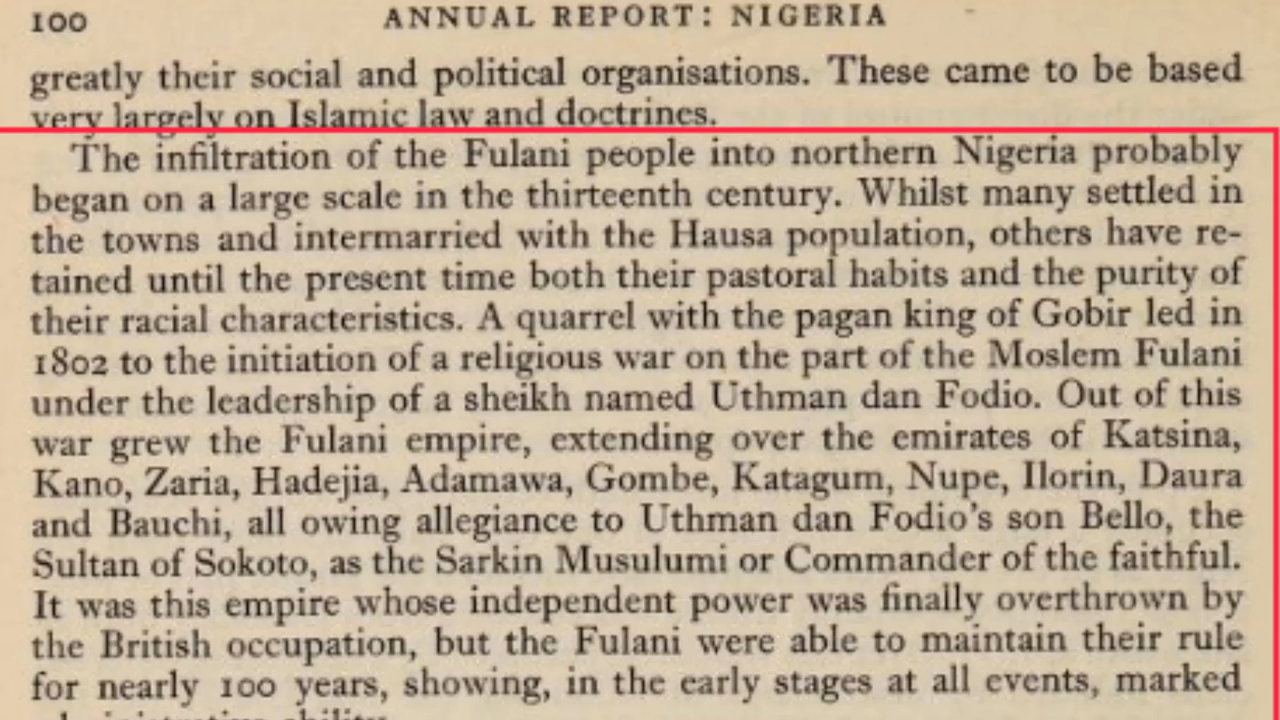 100 ANNUAL REPORT: NIGERIA
greatly their social and political organisations. These came to be based
very largely on Islamic law and doctrines.
The infiltration of the Fulani people into northern Nigeria probably
began on a large scale in the thirteenth century. Whilst many settled in
the towns and intermarried with the Hausa population, others have re-
tained until the present time both their pastoral habits and the purity of
their racial characteristics. A quarrel with the pagan king of Gobir led in
1802 to the initiation of a religious war on the part of the Moslem Fulani
under the leadership of a sheikh named Uthman dan Fodio. Out of this
war grew the Fulani empire, extending over the emirates of Katsina,
Kano, Zaria, Hadejia, Adamawa, Gombe, Katagum, Nupe, Ilorin, Daura
and Bauchi, all owing allegiance to Uthman dan Fodio's son Bello, the
Sultan of Sokoto, as the Sarkin Musulumi or Commander of the faithful.
It was this empire whose independent power was finally overthrown by
the British occupation, but the Fulani were able to maintain their rule
for nearly 100 years, showing, in the early stages at all events, marked